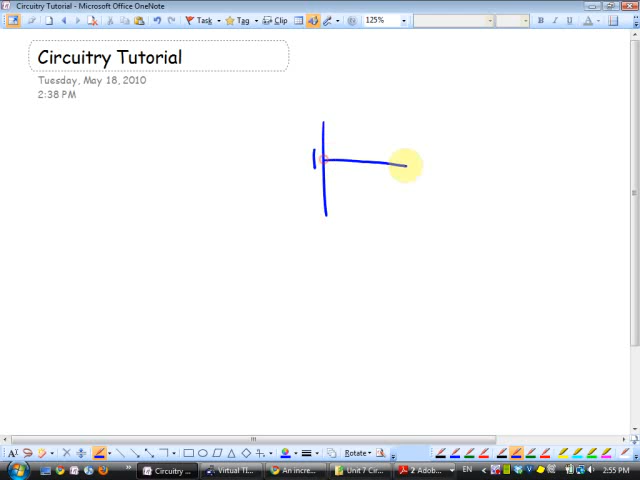 Circuitry Tutorial - Microsoft Office OneNote
Task
Tag
Clip
125%
B I U
Circuitry Tutorial
Tuesday, May 18, 2010
2:38 PM
Rotate
Circuitry ...
Virtual TI...
An incre...
Unit 7 Cir...
2 Adob...
EN
2:55 PM